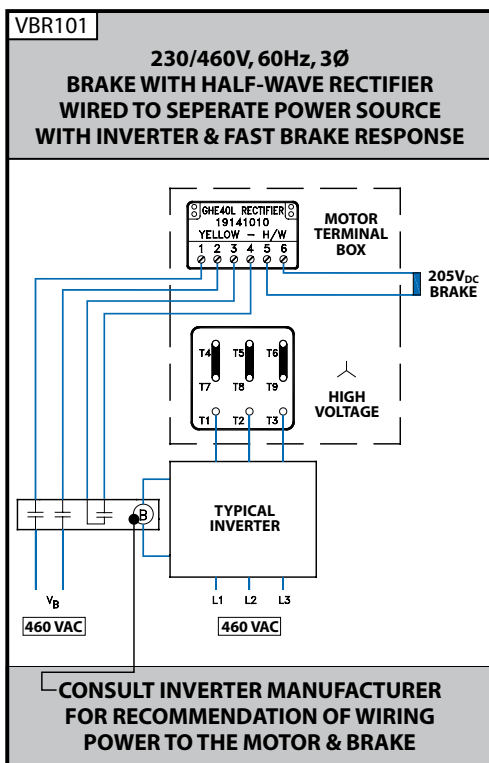 VBR101
230/460V, 60Hz, 3Ø
BRAKE WITH HALF-WAVE RECTIFIER
WIRED TO SEPERATE POWER SOURCE
WITH INVERTER & FAST BRAKE RESPONSE
GHE40L RECTIFIER
19141010
YELLOW - H/W
1 2 3 4 5 6
MOTOR
TERMINAL
BOX
205VDC
BRAKE
T4 T5 T6
T7 T8 T9
HIGH
VOLTAGE
T1 T2 T3
TYPICAL
INVERTER
B
L1 L2 L3
VB
460 VAC
460 VAC
CONSULT INVERTER MANUFACTURER
FOR RECOMMENDATION OF WIRING
POWER TO THE MOTOR & BRAKE